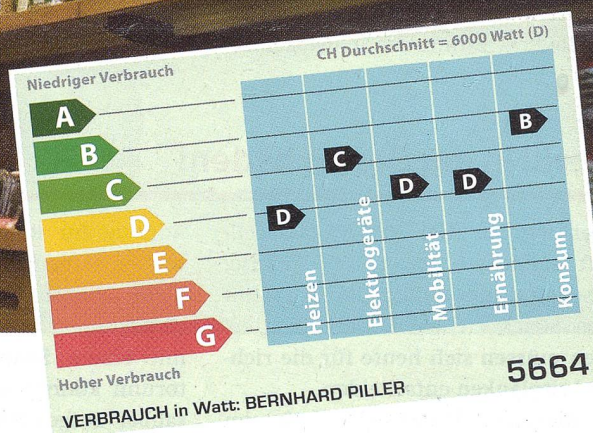 CH Durchschnitt = 6000 Watt (D)
Niedriger Verbrauch
A
B
C
D
E
F
G
D
C
D
D
B
Heizen
Elektrogeräte
Mobilität
Ernährung
Konsum
Hoher Verbrauch
5664
VERBRAUCH in Watt: BERNHARD PILLER